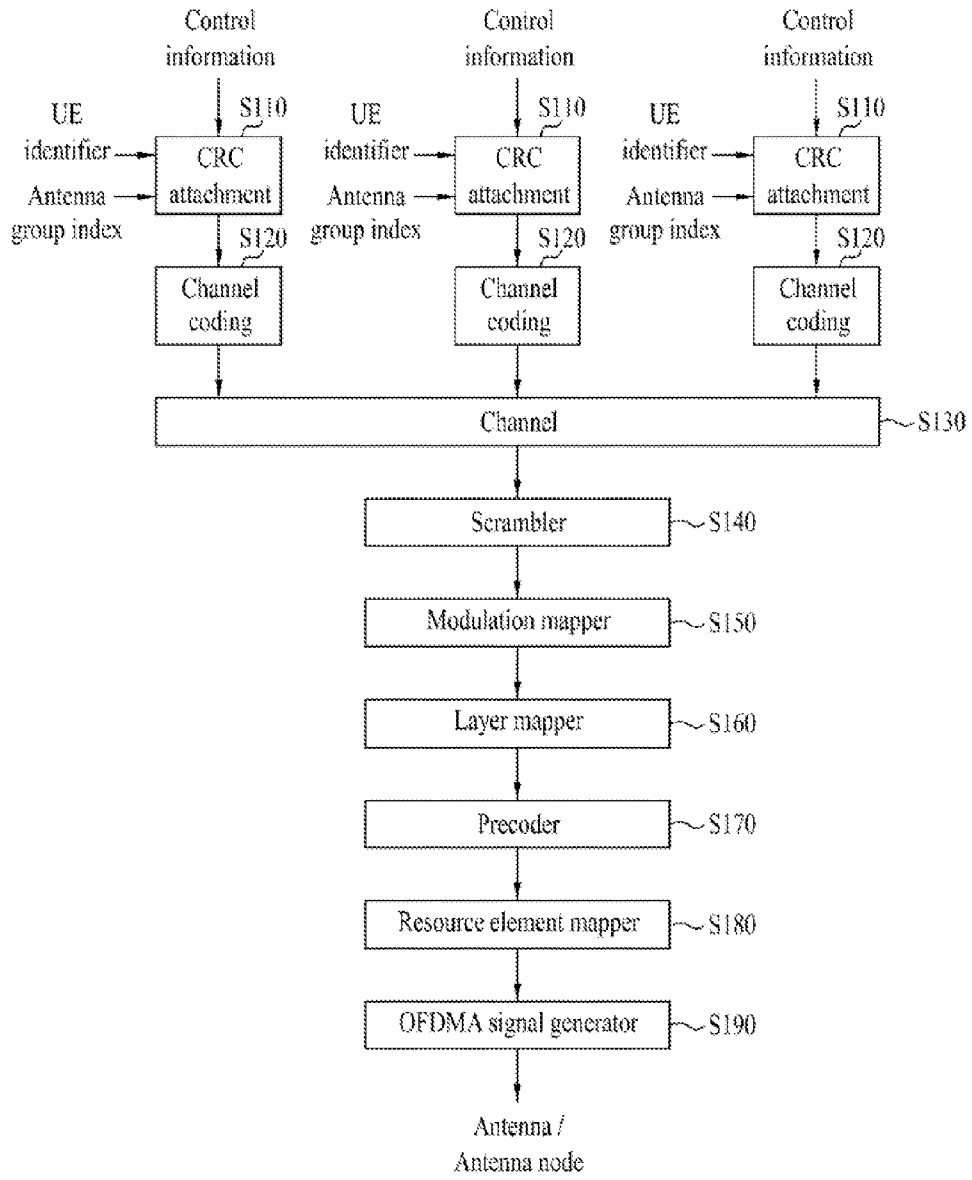 Control
information
Control
information
Control
information
S110
S110
S110
UE
identifier
CRC
attachment
UE
identifier
CRC
attachment
UE
identifier
CRC
attachment
Antenna
group index
Antenna
group index
Antenna
group index
S120
S120
S120
Channel
coding
Channel
coding
Channel
coding
Channel
S130
Scrambler
S140
Modulation mapper
S150
Layer mapper
S160
Precoder
S170
Resource element mapper
S180
OFDMA signal generator
S190
Antenna /
Antenna node